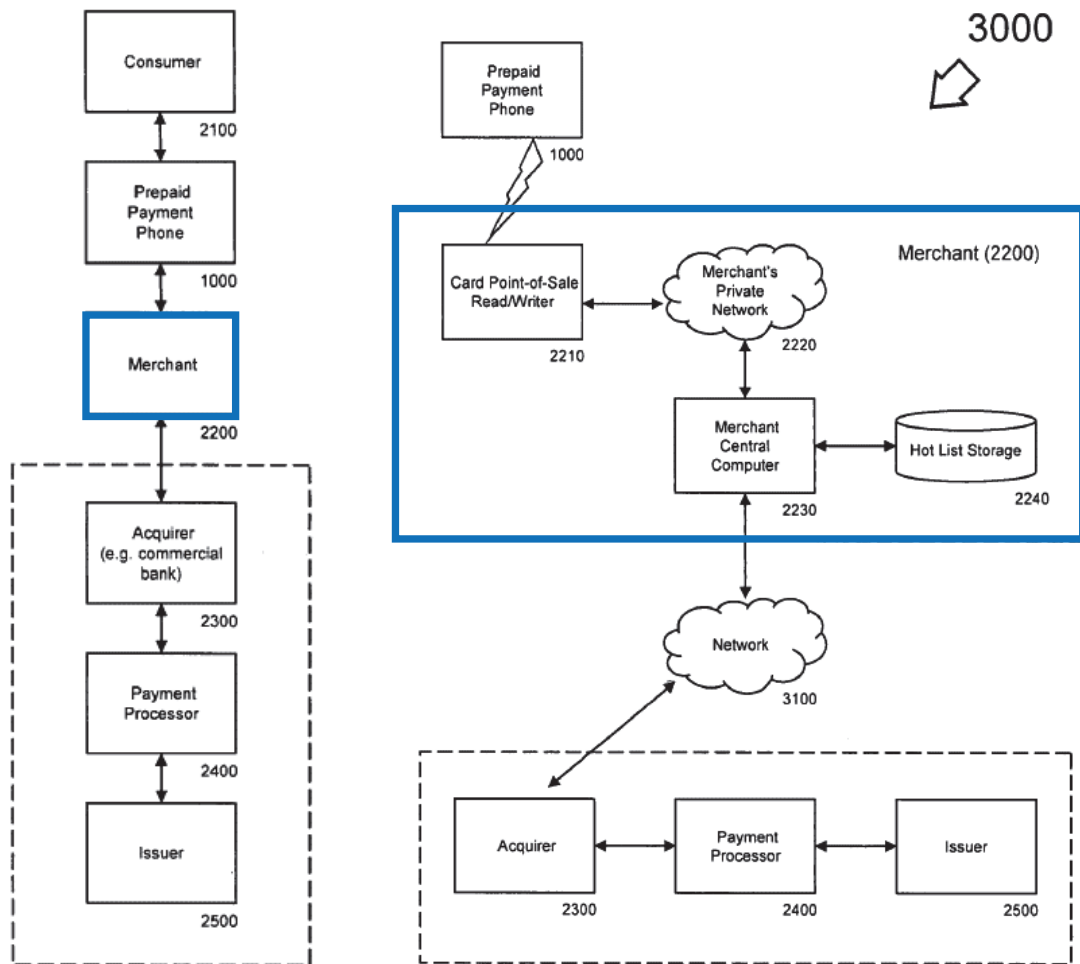 Consumer
2100
Prepaid
Payment
Phone
1000
Merchant
2200
Acquirer
(e.g. commercial
bank)
2300
Payment
Processor
2400
Issuer
2500
3000
Prepaid
Payment
Phone
1000
Merchant (2200)
Card Point-of-Sale
Read/Writer
2210
Merchant's
Private
Network
2220
Merchant
Central
Computer
2230
Hot List Storage
2240
Network
3100
Acquirer
2300
Payment
Processor
2400
Issuer
2500